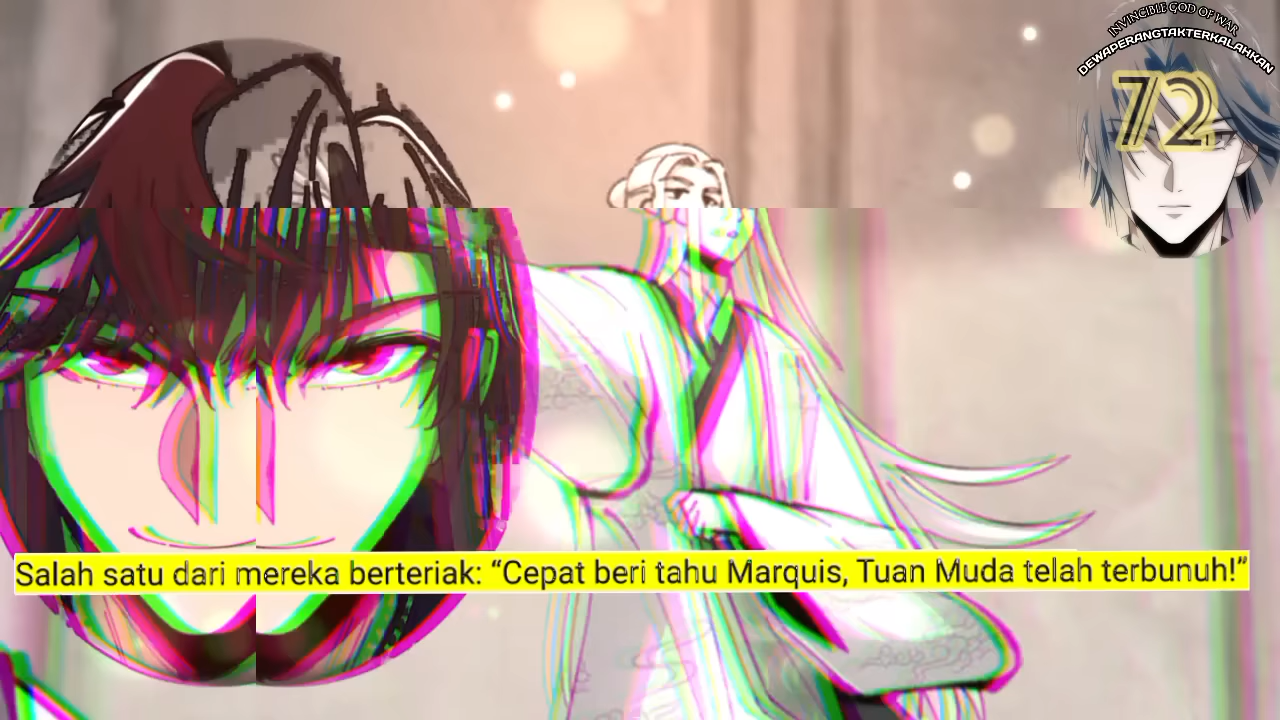 INVINCIBLE GOD OF WAR
DEWAPERANGTAKTERKALAHKAN
72
Salah satu dari mereka berteriak: “Cepat beri tahu Marquis, Tuan Muda telah terbunuh!”